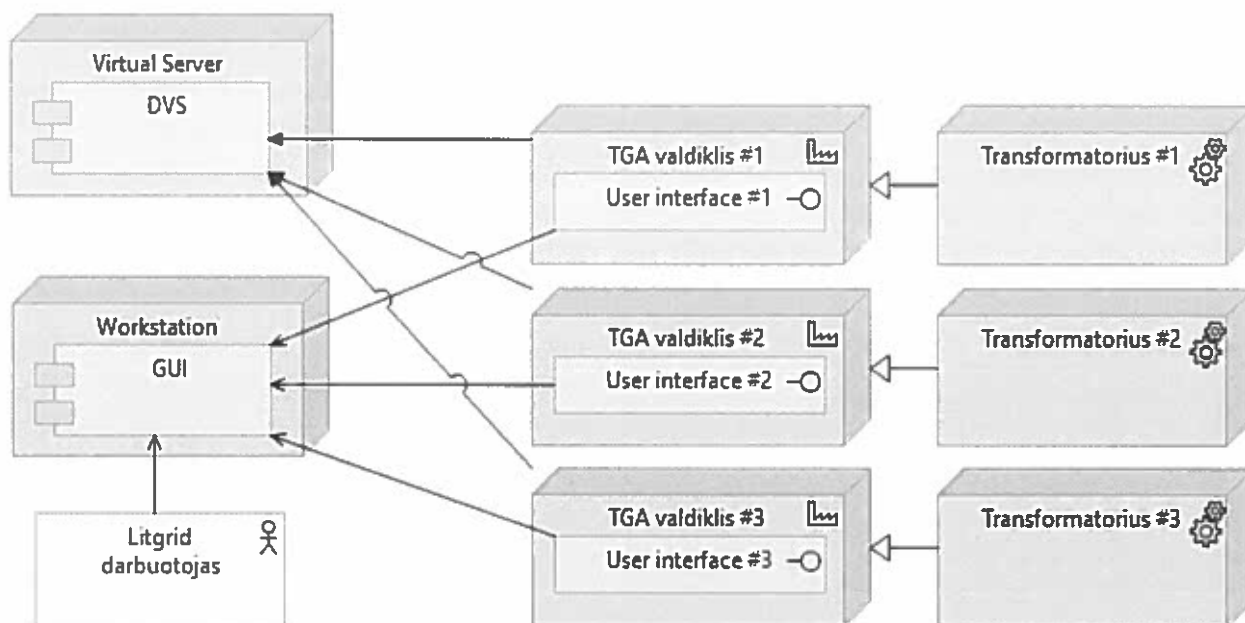 Virtual Server
DVS
TGA valdiklis #1
User interface #1
Transformatorius #1
Workstation
GUI
TGA valdiklis #2
User interface #2
Transformatorius #2
Litgrid
darbuotojas
TGA valdiklis #3
User interface #3
Transformatorius #3